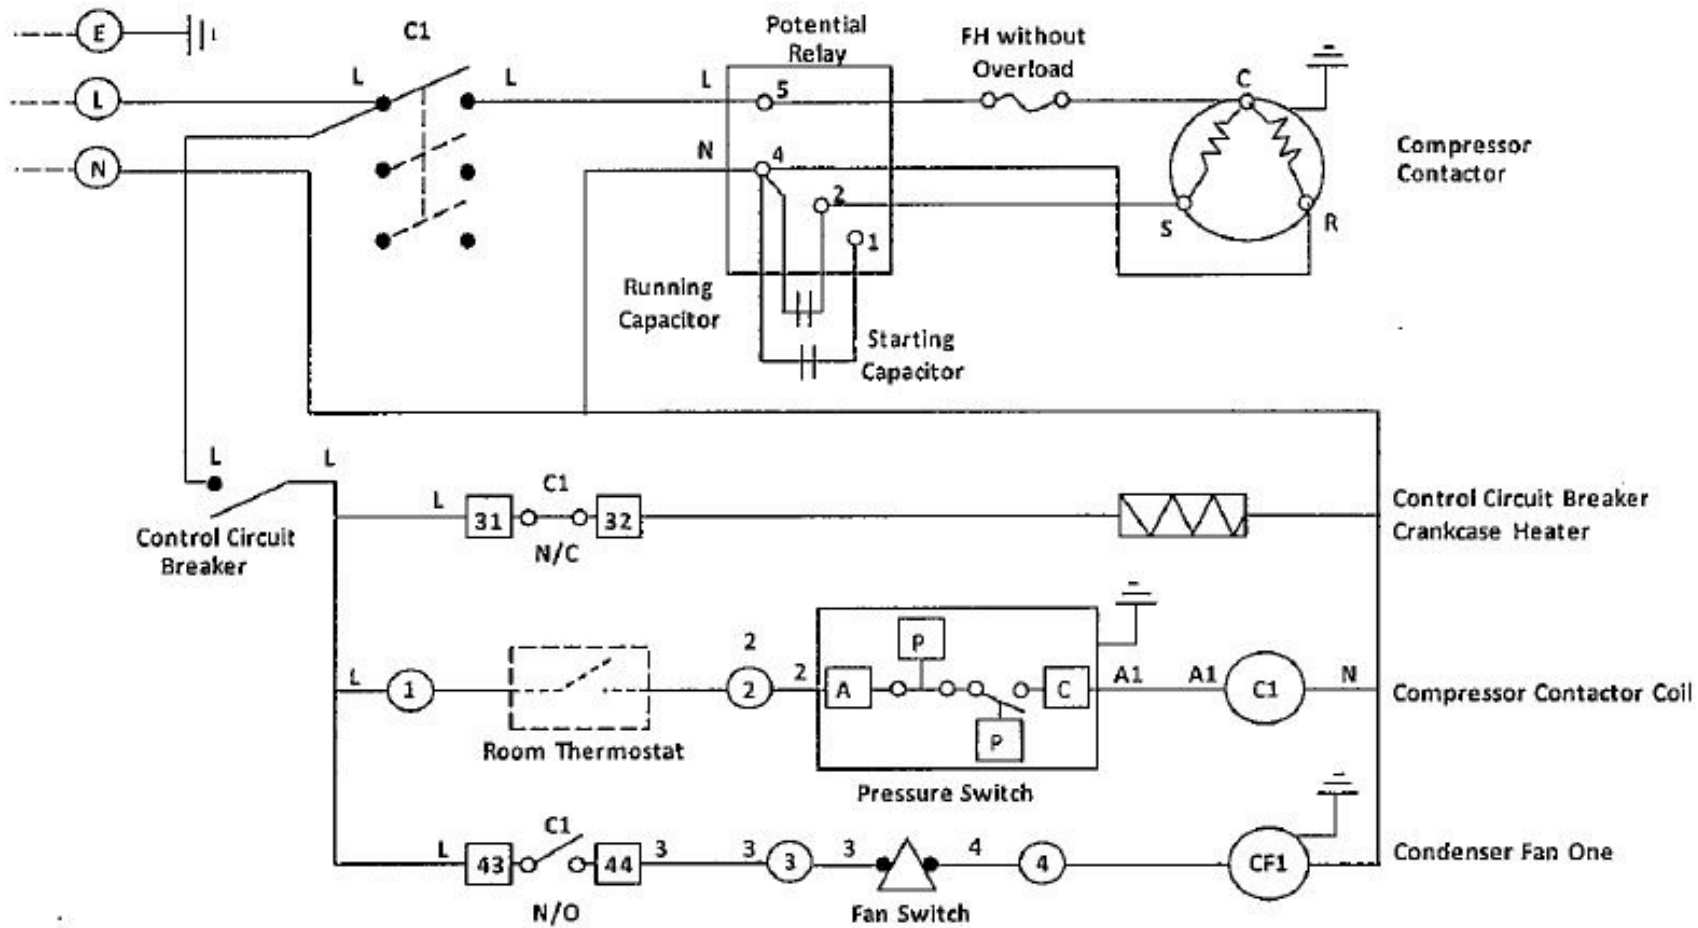 E
C1
Potential
Relay
FH without
Overload
L
L
L
L
5
C
N
N
4
Compressor
Contactor
2
S
R
1
Running
Capacitor
Starting
Capacitor
L
L
Control Circuit
Breaker
L
31
C1
32
N/C
Control Circuit Breaker
Crankcase Heater
L
1
Room Thermostat
2
2
2
A
P
P
C
Pressure Switch
A1
A1
C1
N
Compressor Contactor Coil
L
43
C1
44
N/O
3
3
3
3
Fan Switch
4
4
CF1
Condenser Fan One